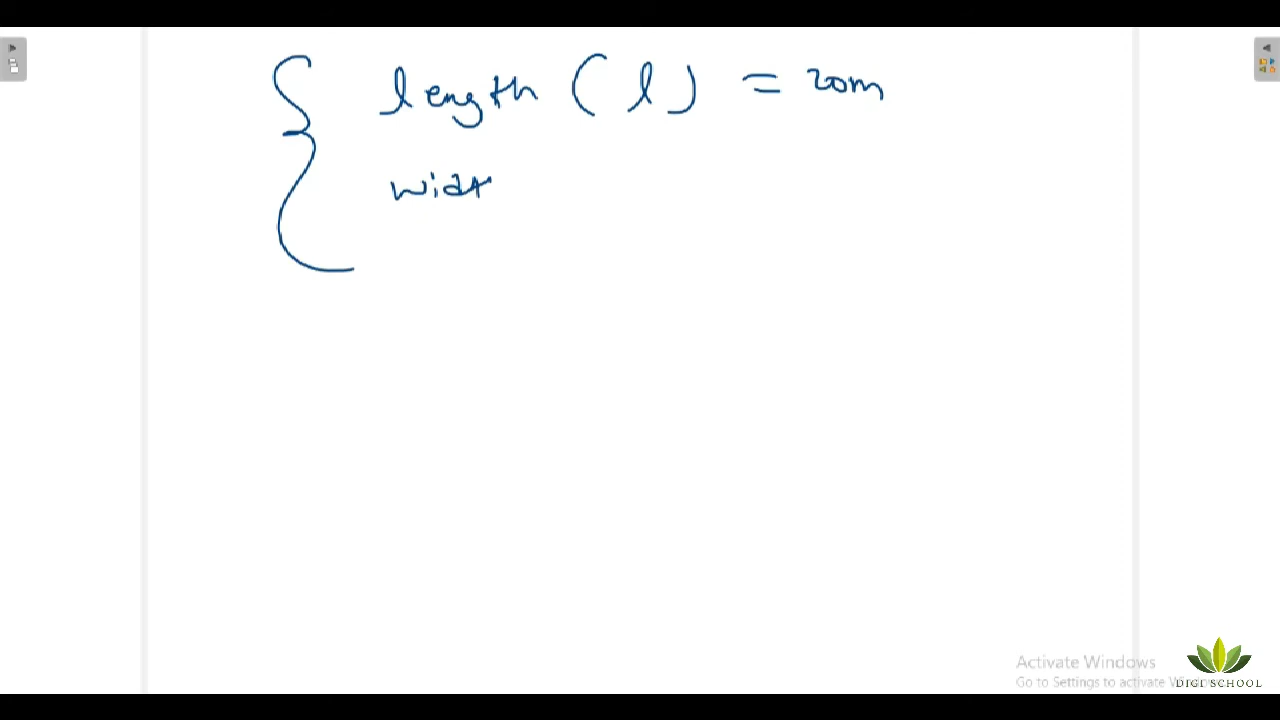 length (l) = 20m
widt
Activate Windows
Go to Settings to activate Windows.
DIGI SCHOOL